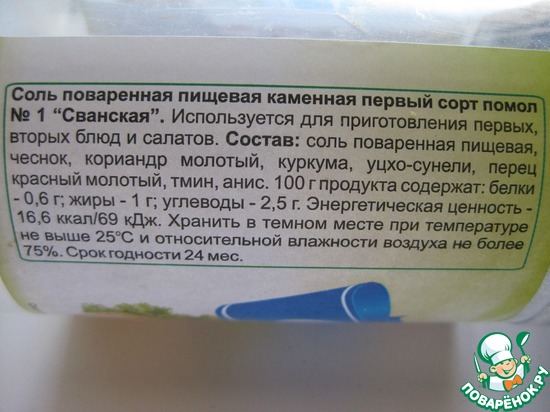 Соль поваренная пищевая каменная первый сорт помол
№ 1 “Сванская”. Используется для приготовления первых,
вторых блюд и салатов. Состав: соль поваренная пищевая,
чеснок, кориандр молотый, куркума, уцхо-сунели, перец
красный молотый, тмин, анис. 100 г продукта содержат: белки
- 0,6 г; жиры - 1 г; углеводы - 2,5 г. Энергетическая ценность -
16,6 ккал/69 кДж. Хранить в темном месте при температуре
не выше 25°С и относительной влажности воздуха не более
75%. Срок годности 24 мес.
ПОВАРЁНОК.РУ